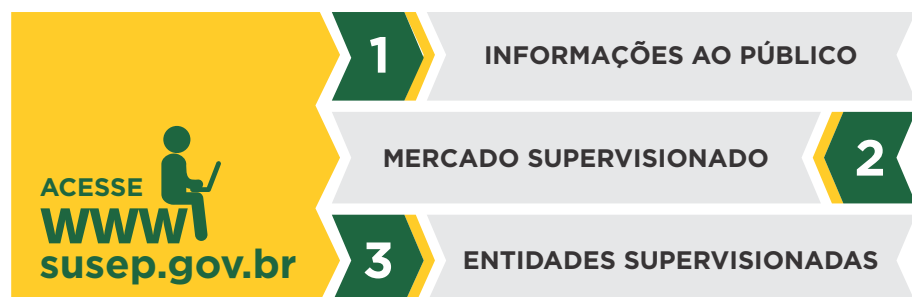 ACESSE
WWW
susep.gov.br
1
INFORMAÇÕES AO PÚBLICO
MERCADO SUPERVISIONADO
2
3
ENTIDADES SUPERVISIONADAS